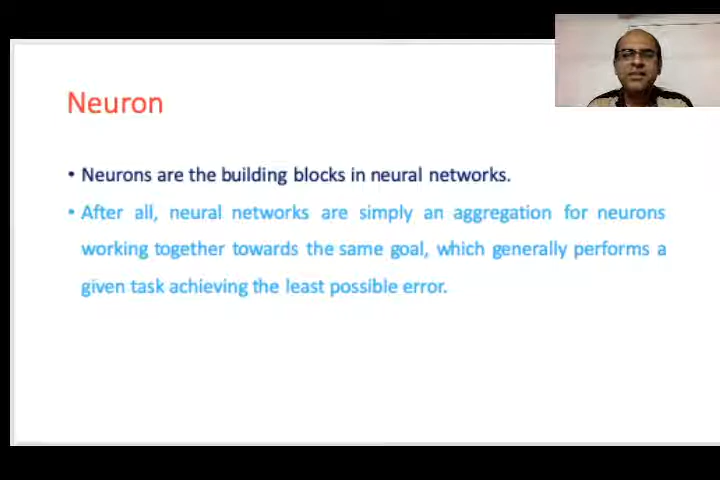 Neuron
• Neurons are the building blocks in neural networks.
• After all, neural networks are simply an aggregation for neurons
working together towards the same goal, which generally performs a
given task achieving the least possible error.